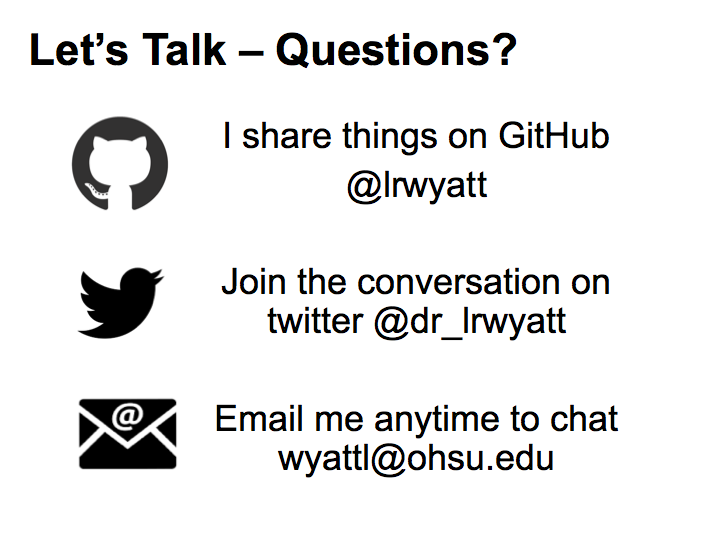 Let’s Talk – Questions?
I share things on GitHub
@lrwyatt
Join the conversation on
twitter @dr_lrwyatt
@
Email me anytime to chat
wyattl@ohsu.edu